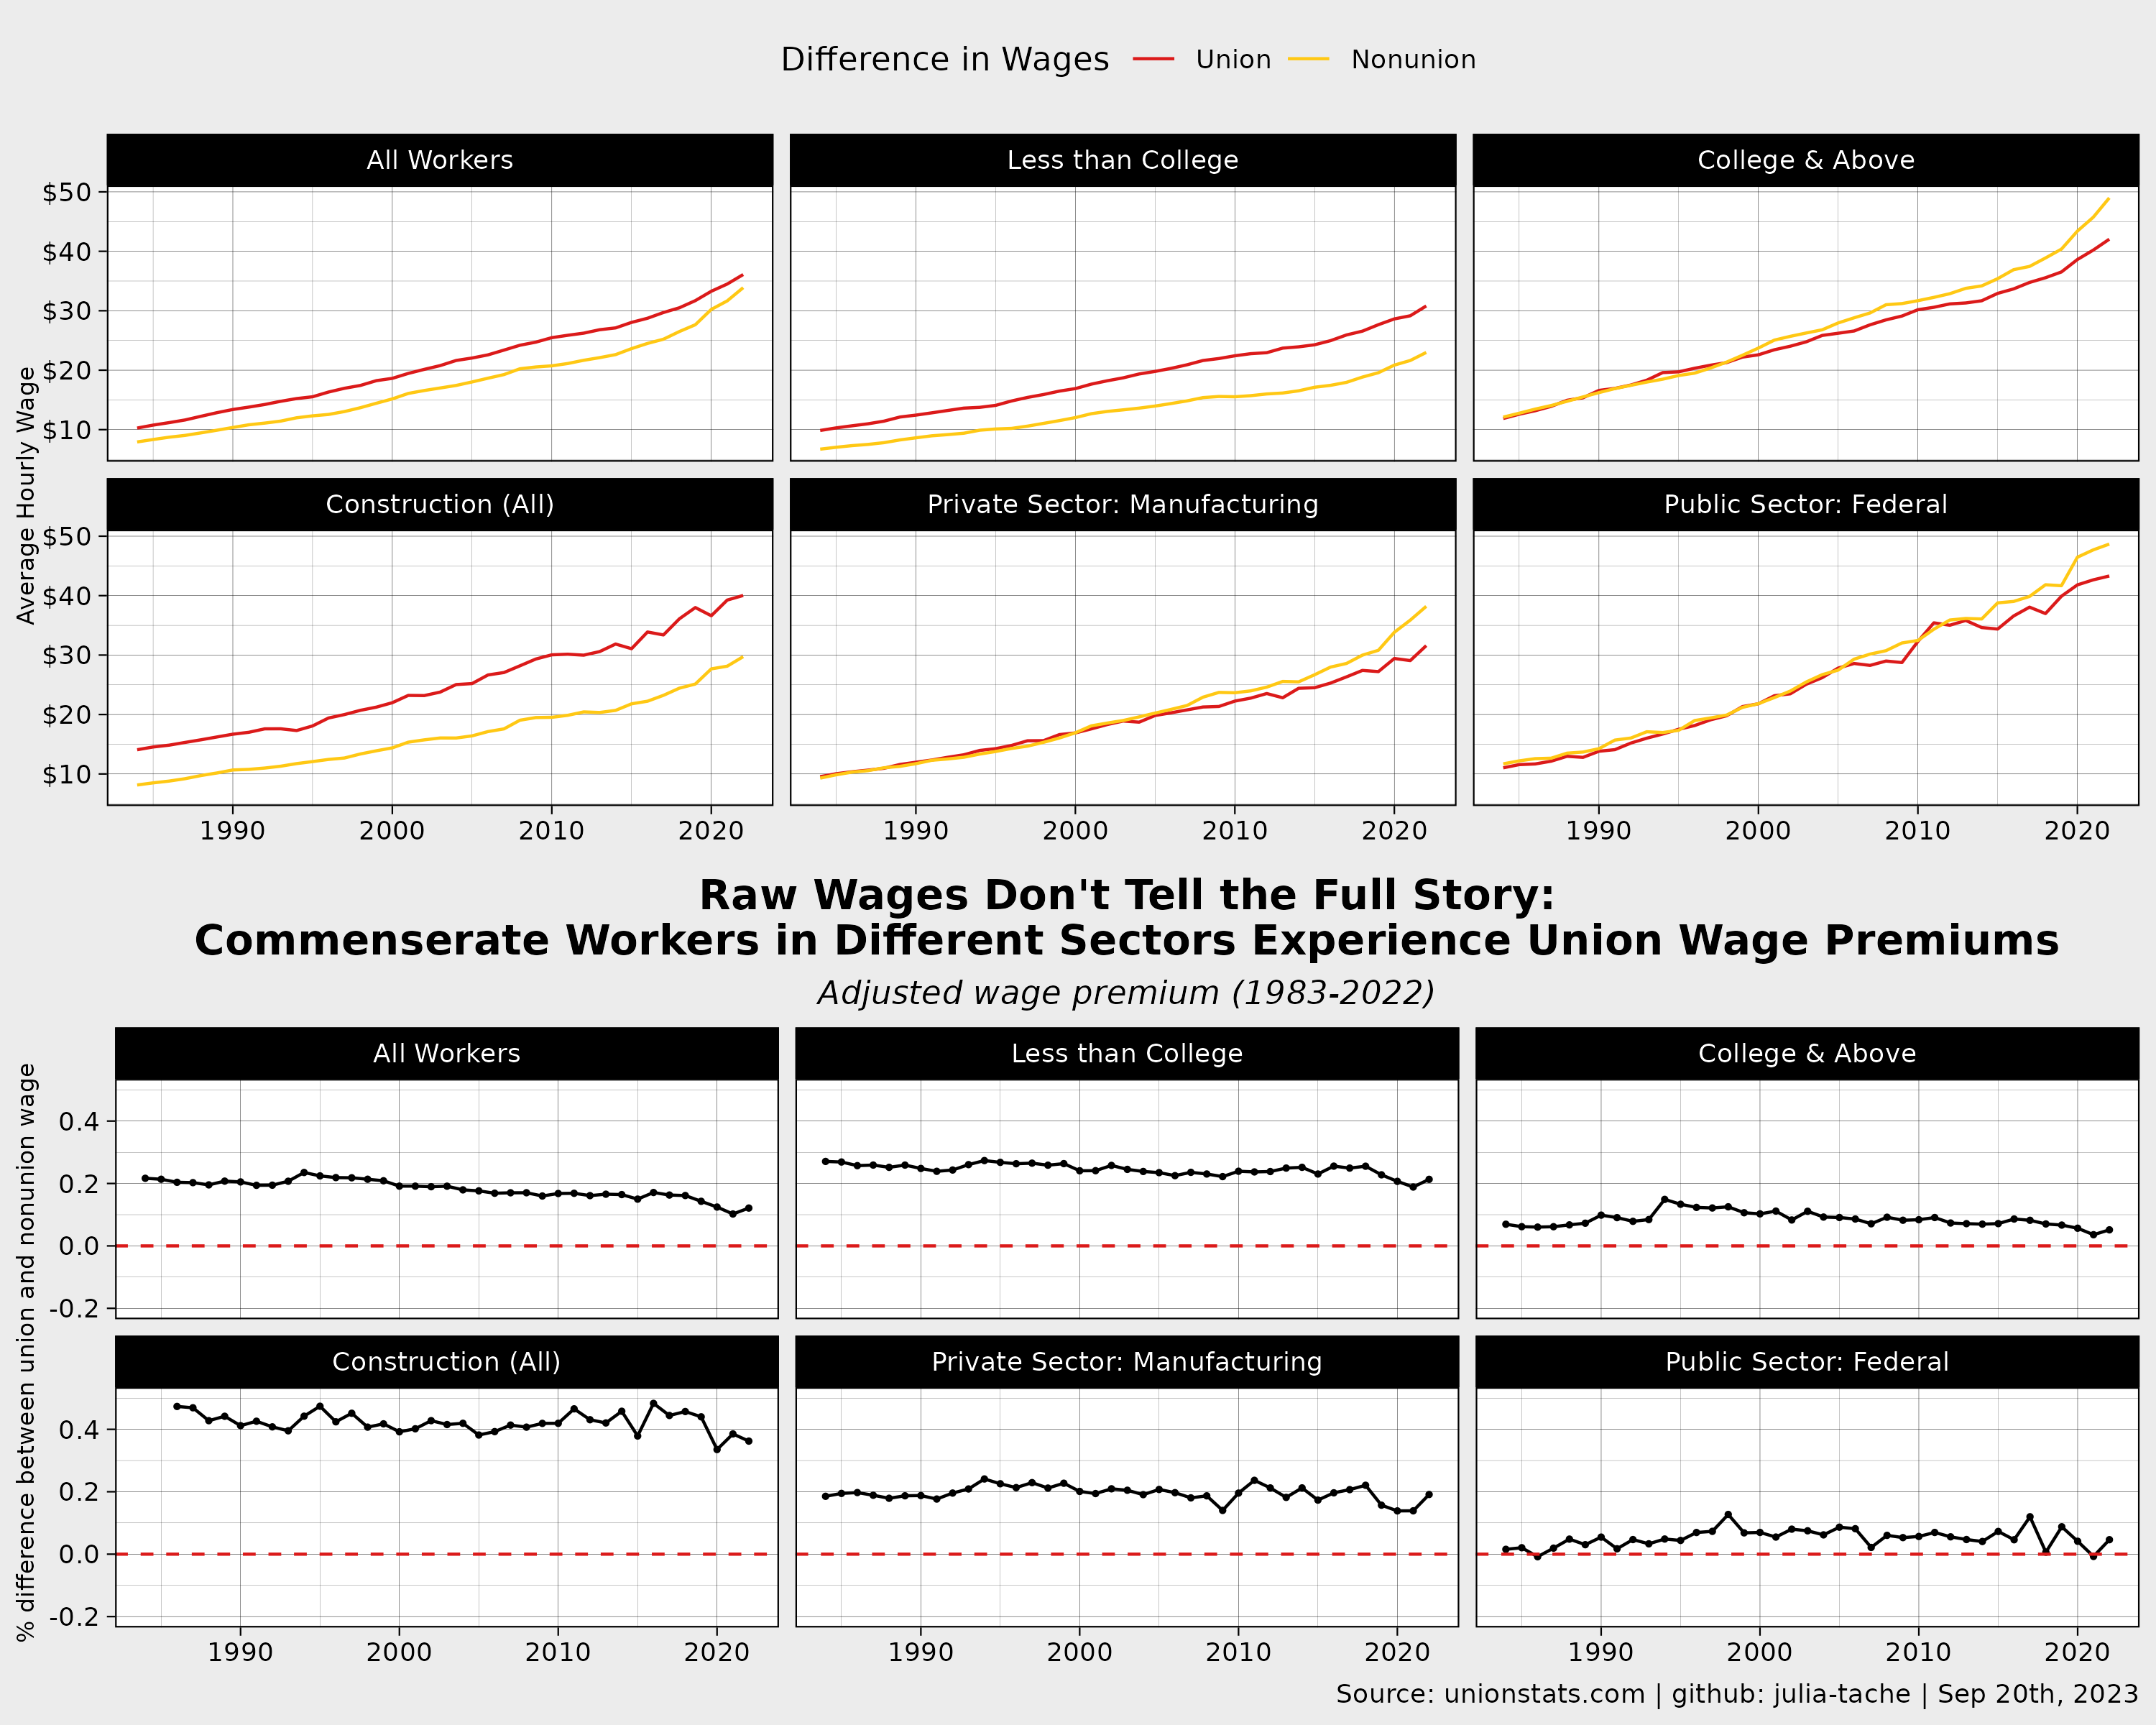 Difference in Wages Union Nonunion
All Workers
Less than College
College & Above
$50
$40
$30
$20
$10
Average Hourly Wage
Construction (All)
Private Sector: Manufacturing
Public Sector: Federal
$50
$40
$30
$20
$10
1990 2000 2010 2020
1990 2000 2010 2020
1990 2000 2010 2020
Raw Wages Don't Tell the Full Story:
Commenserate Workers in Different Sectors Experience Union Wage Premiums
Adjusted wage premium (1983-2022)
All Workers
Less than College
College & Above
0.4
0.2
0.0
-0.2
% difference between union and nonunion wage
Construction (All)
Private Sector: Manufacturing
Public Sector: Federal
0.4
0.2
0.0
-0.2
1990 2000 2010 2020
1990 2000 2010 2020
1990 2000 2010 2020
Source: unionstats.com | github: julia-tache | Sep 20th, 2023